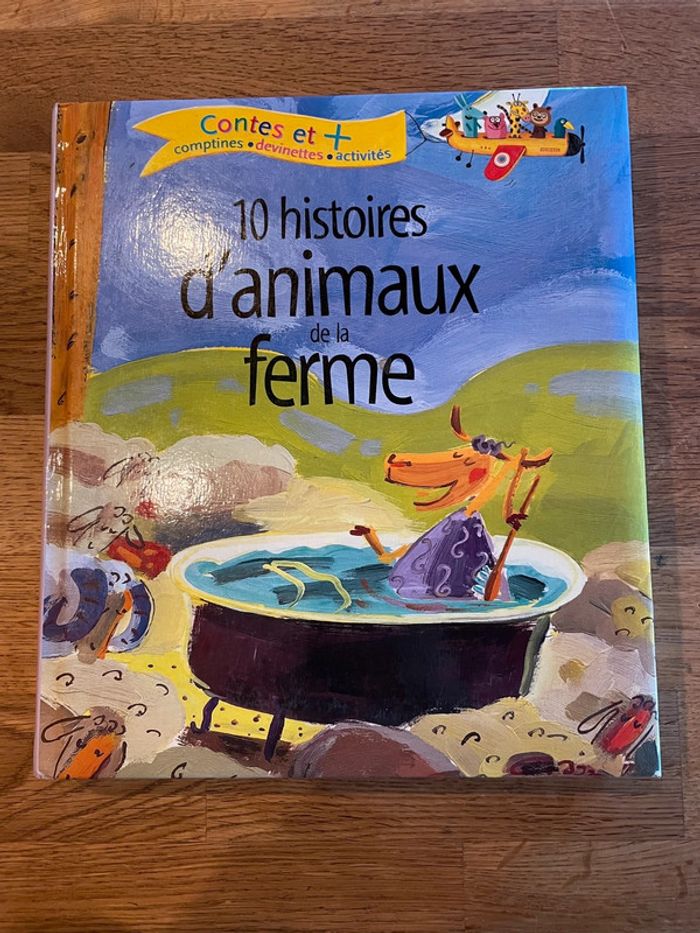 Contes et +
comptines • devinettes • activités
10 histoires
d'animaux
de la
ferme